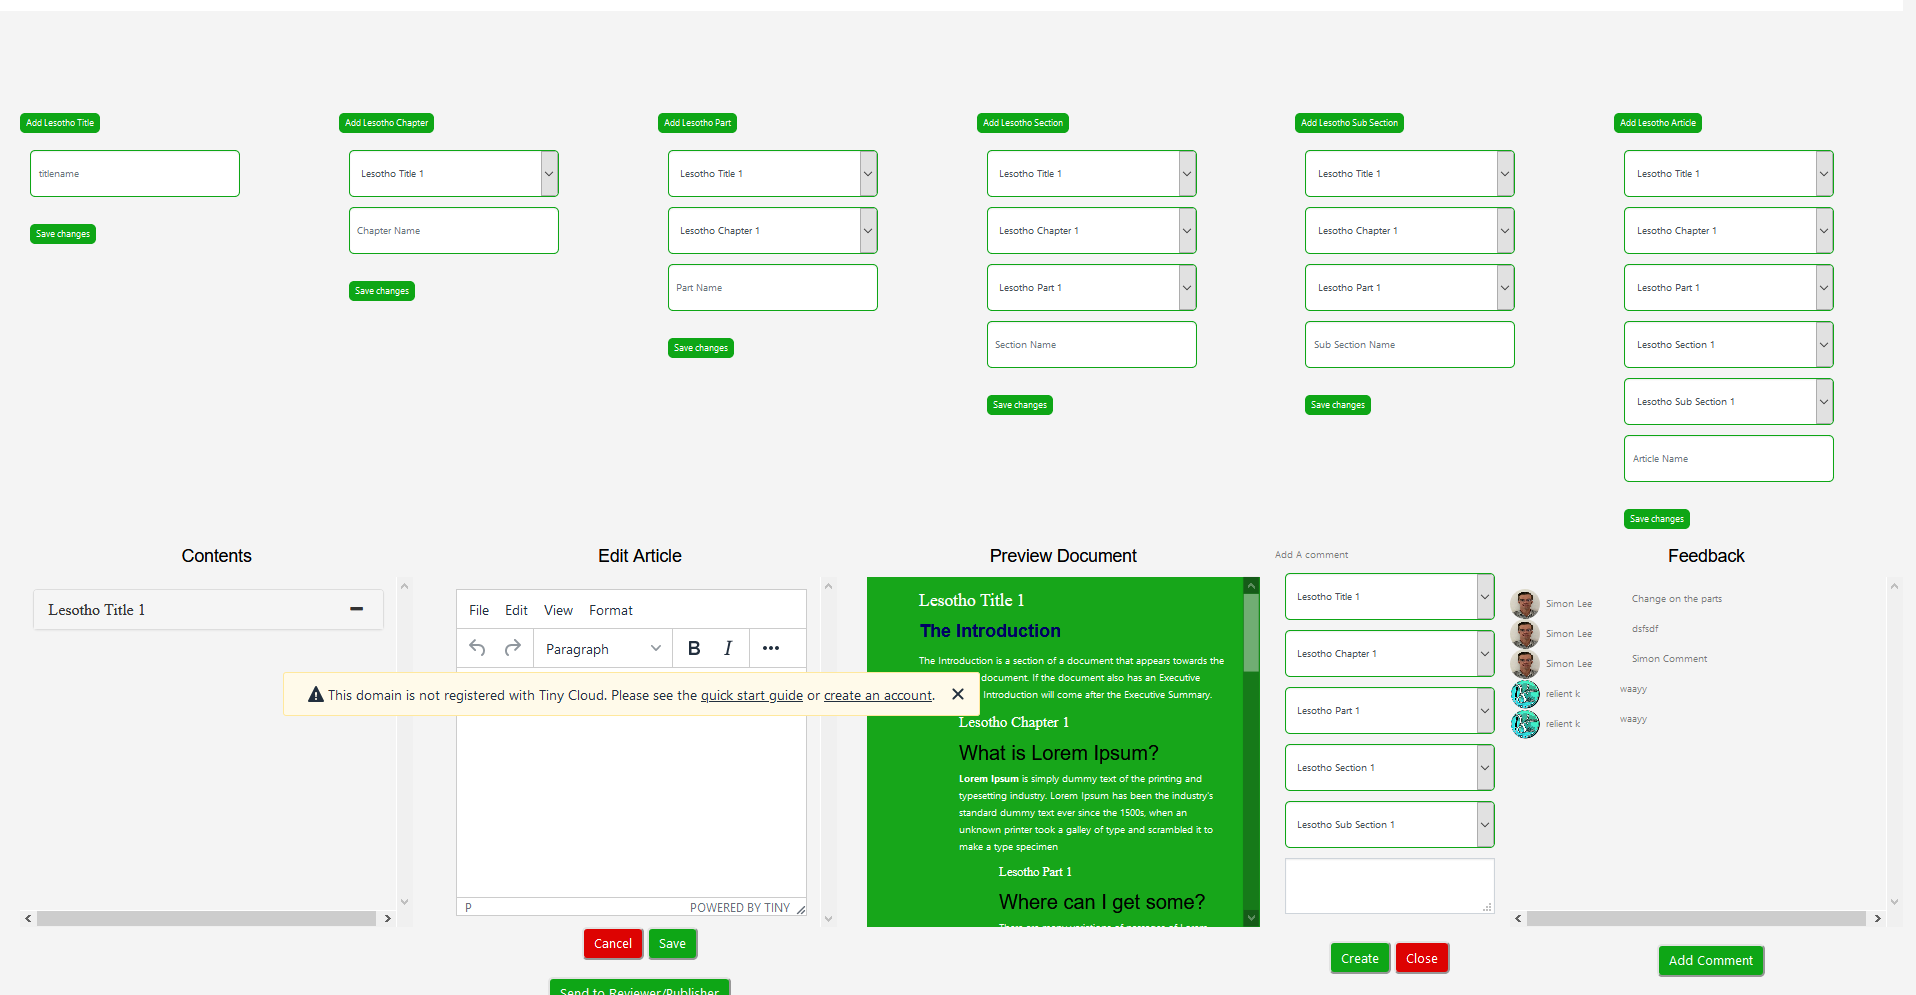 Add Lesotho Title
titlename
Save changes
Add Lesotho Chapter
Lesotho Title 1
Chapter Name
Save changes
Add Lesotho Part
Lesotho Title 1
Lesotho Chapter 1
Part Name
Save changes
Add Lesotho Section
Lesotho Title 1
Lesotho Chapter 1
Lesotho Part 1
Section Name
Save changes
Add Lesotho Sub Section
Lesotho Title 1
Lesotho Chapter 1
Lesotho Part 1
Sub Section Name
Save changes
Add Lesotho Article
Lesotho Title 1
Lesotho Chapter 1
Lesotho Part 1
Lesotho Section 1
Lesotho Sub Section 1
Article Name
Save changes
Contents
Lesotho Title 1
Edit Article
File Edit View Format
Paragraph B I
This domain is not registered with Tiny Cloud. Please see the quick start guide or create an account.
P POWERED BY TINY
Cancel Save
Send to Reviewer/Publisher
Preview Document
Lesotho Title 1
The Introduction
The Introduction is a section of a document that appears towards the
document. If the document also has an Executive
Introduction will come after the Executive Summary.
Lesotho Chapter 1
What is Lorem Ipsum?
Lorem Ipsum is simply dummy text of the printing and
typesetting industry. Lorem Ipsum has been the industry's
standard dummy text ever since the 1500s, when an
unknown printer took a galley of type and scrambled it to
make a type specimen
Lesotho Part 1
Where can I get some?
There are many variations of passages of Lorem
Add A comment
Lesotho Title 1
Lesotho Chapter 1
Lesotho Part 1
Lesotho Section 1
Lesotho Sub Section 1
Create Close
Feedback
Simon Lee Change on the parts
Simon Lee dsfsdf
Simon Lee Simon Comment
relient k waayy
relient k waayy
Add Comment